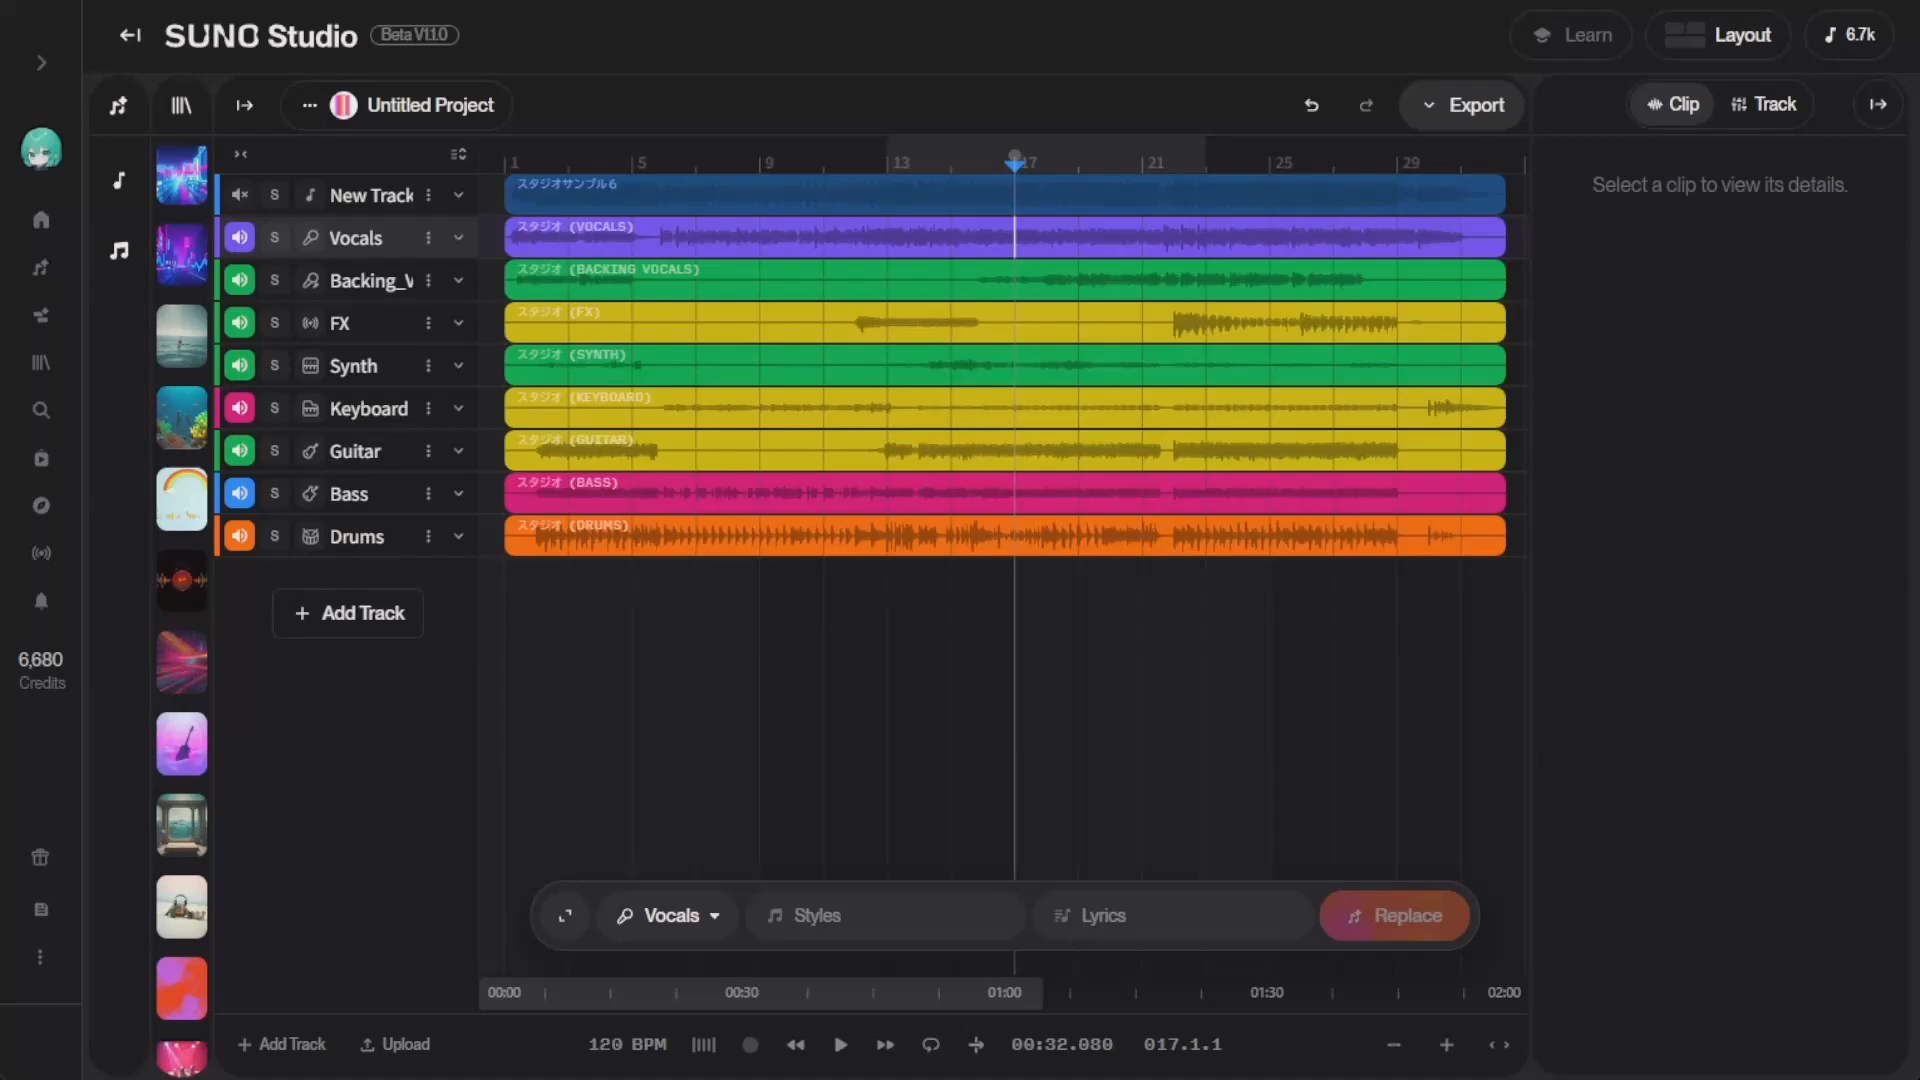 SUNO Studio Beta V1.1.0
Learn
Layout
6.7k
Untitled Project
Export
Clip
Track
1 5 9 13 17 21 25 29
Select a clip to view its details.
S New Track
スタジオサンプル6
S Vocals
スタジオ (VOCALS)
S Backing_V
スタジオ (BACKING VOCALS)
S FX
スタジオ (FX)
S Synth
スタジオ (SYNTH)
S Keyboard
スタジオ (KEYBOARD)
S Guitar
スタジオ (GUITAR)
S Bass
スタジオ (BASS)
S Drums
スタジオ (DRUMS)
+ Add Track
6,680
Credits
Vocals
Styles
Lyrics
Replace
00:00 00:30 01:00 01:30 02:00
+ Add Track
Upload
120 BPM
00:32.080
017.1.1